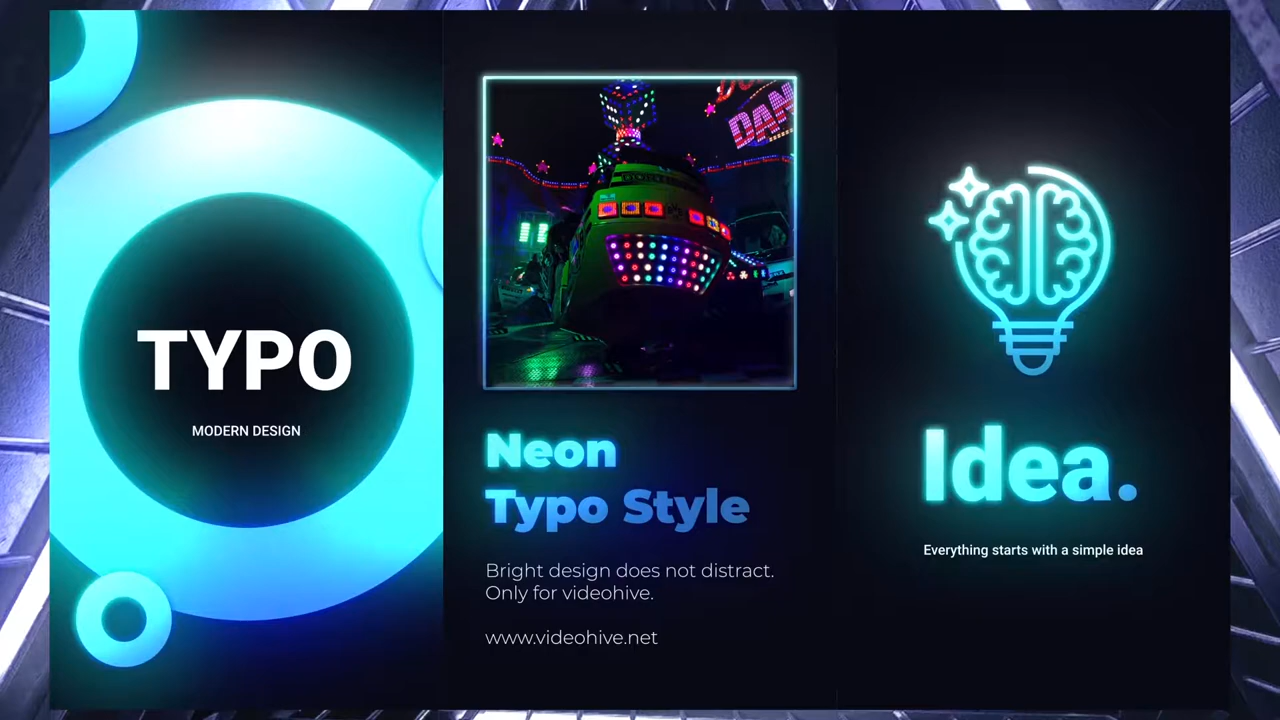 TYPO
MODERN DESIGN
DAN
Neon
Typo Style
Bright design does not distract.
Only for videohive.
www.videohive.net
Idea.
Everything starts with a simple idea